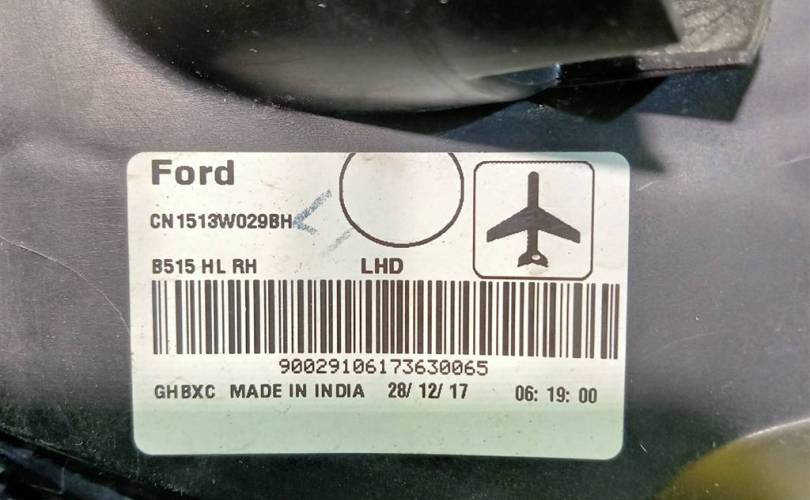 Ford
CN1513W029BH
B515 HL RH LHD
90029106173630065
GHBXC MADE IN INDIA 28/ 12/ 17 06: 19: 00